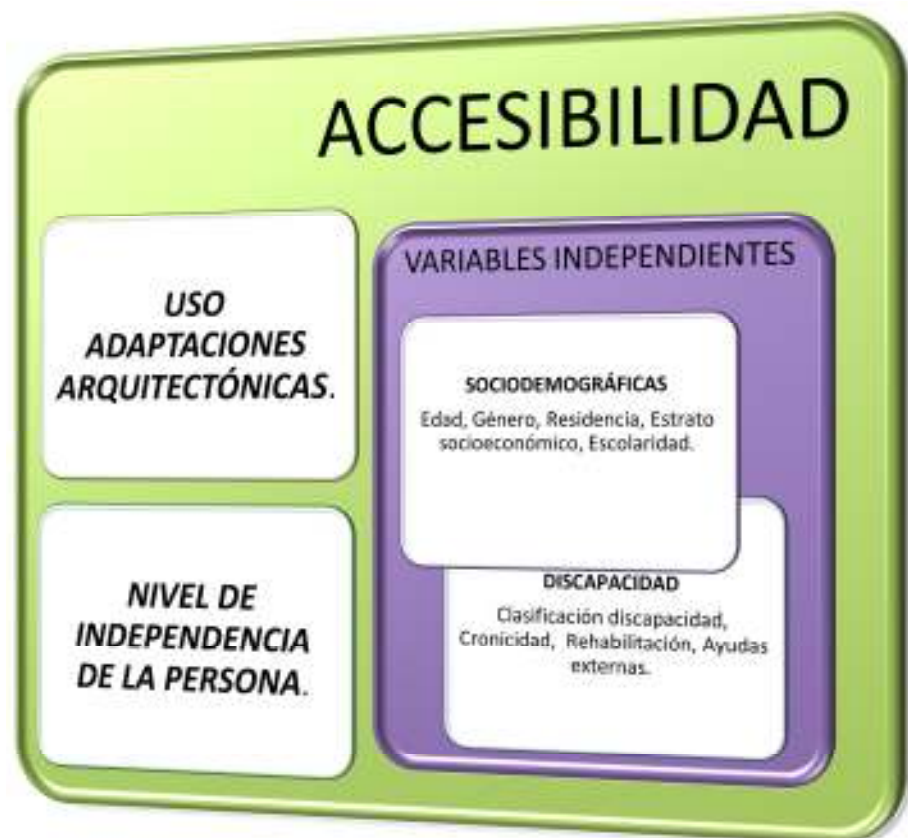 ACCESIBILIDAD
USO
ADAPTACIONES
ARQUITECTÓNICAS.
NIVEL DE
INDEPENDENCIA
DE LA PERSONA.
VARIABLES INDEPENDIENTES
SOCIODEMOGRÁFICAS
Edad, Género, Residencia, Estrato
socioeconómico, Escolaridad.
DISCAPACIDAD
Clasificación discapacidad,
Cronicidad, Rehabilitación, Ayudas
externas.